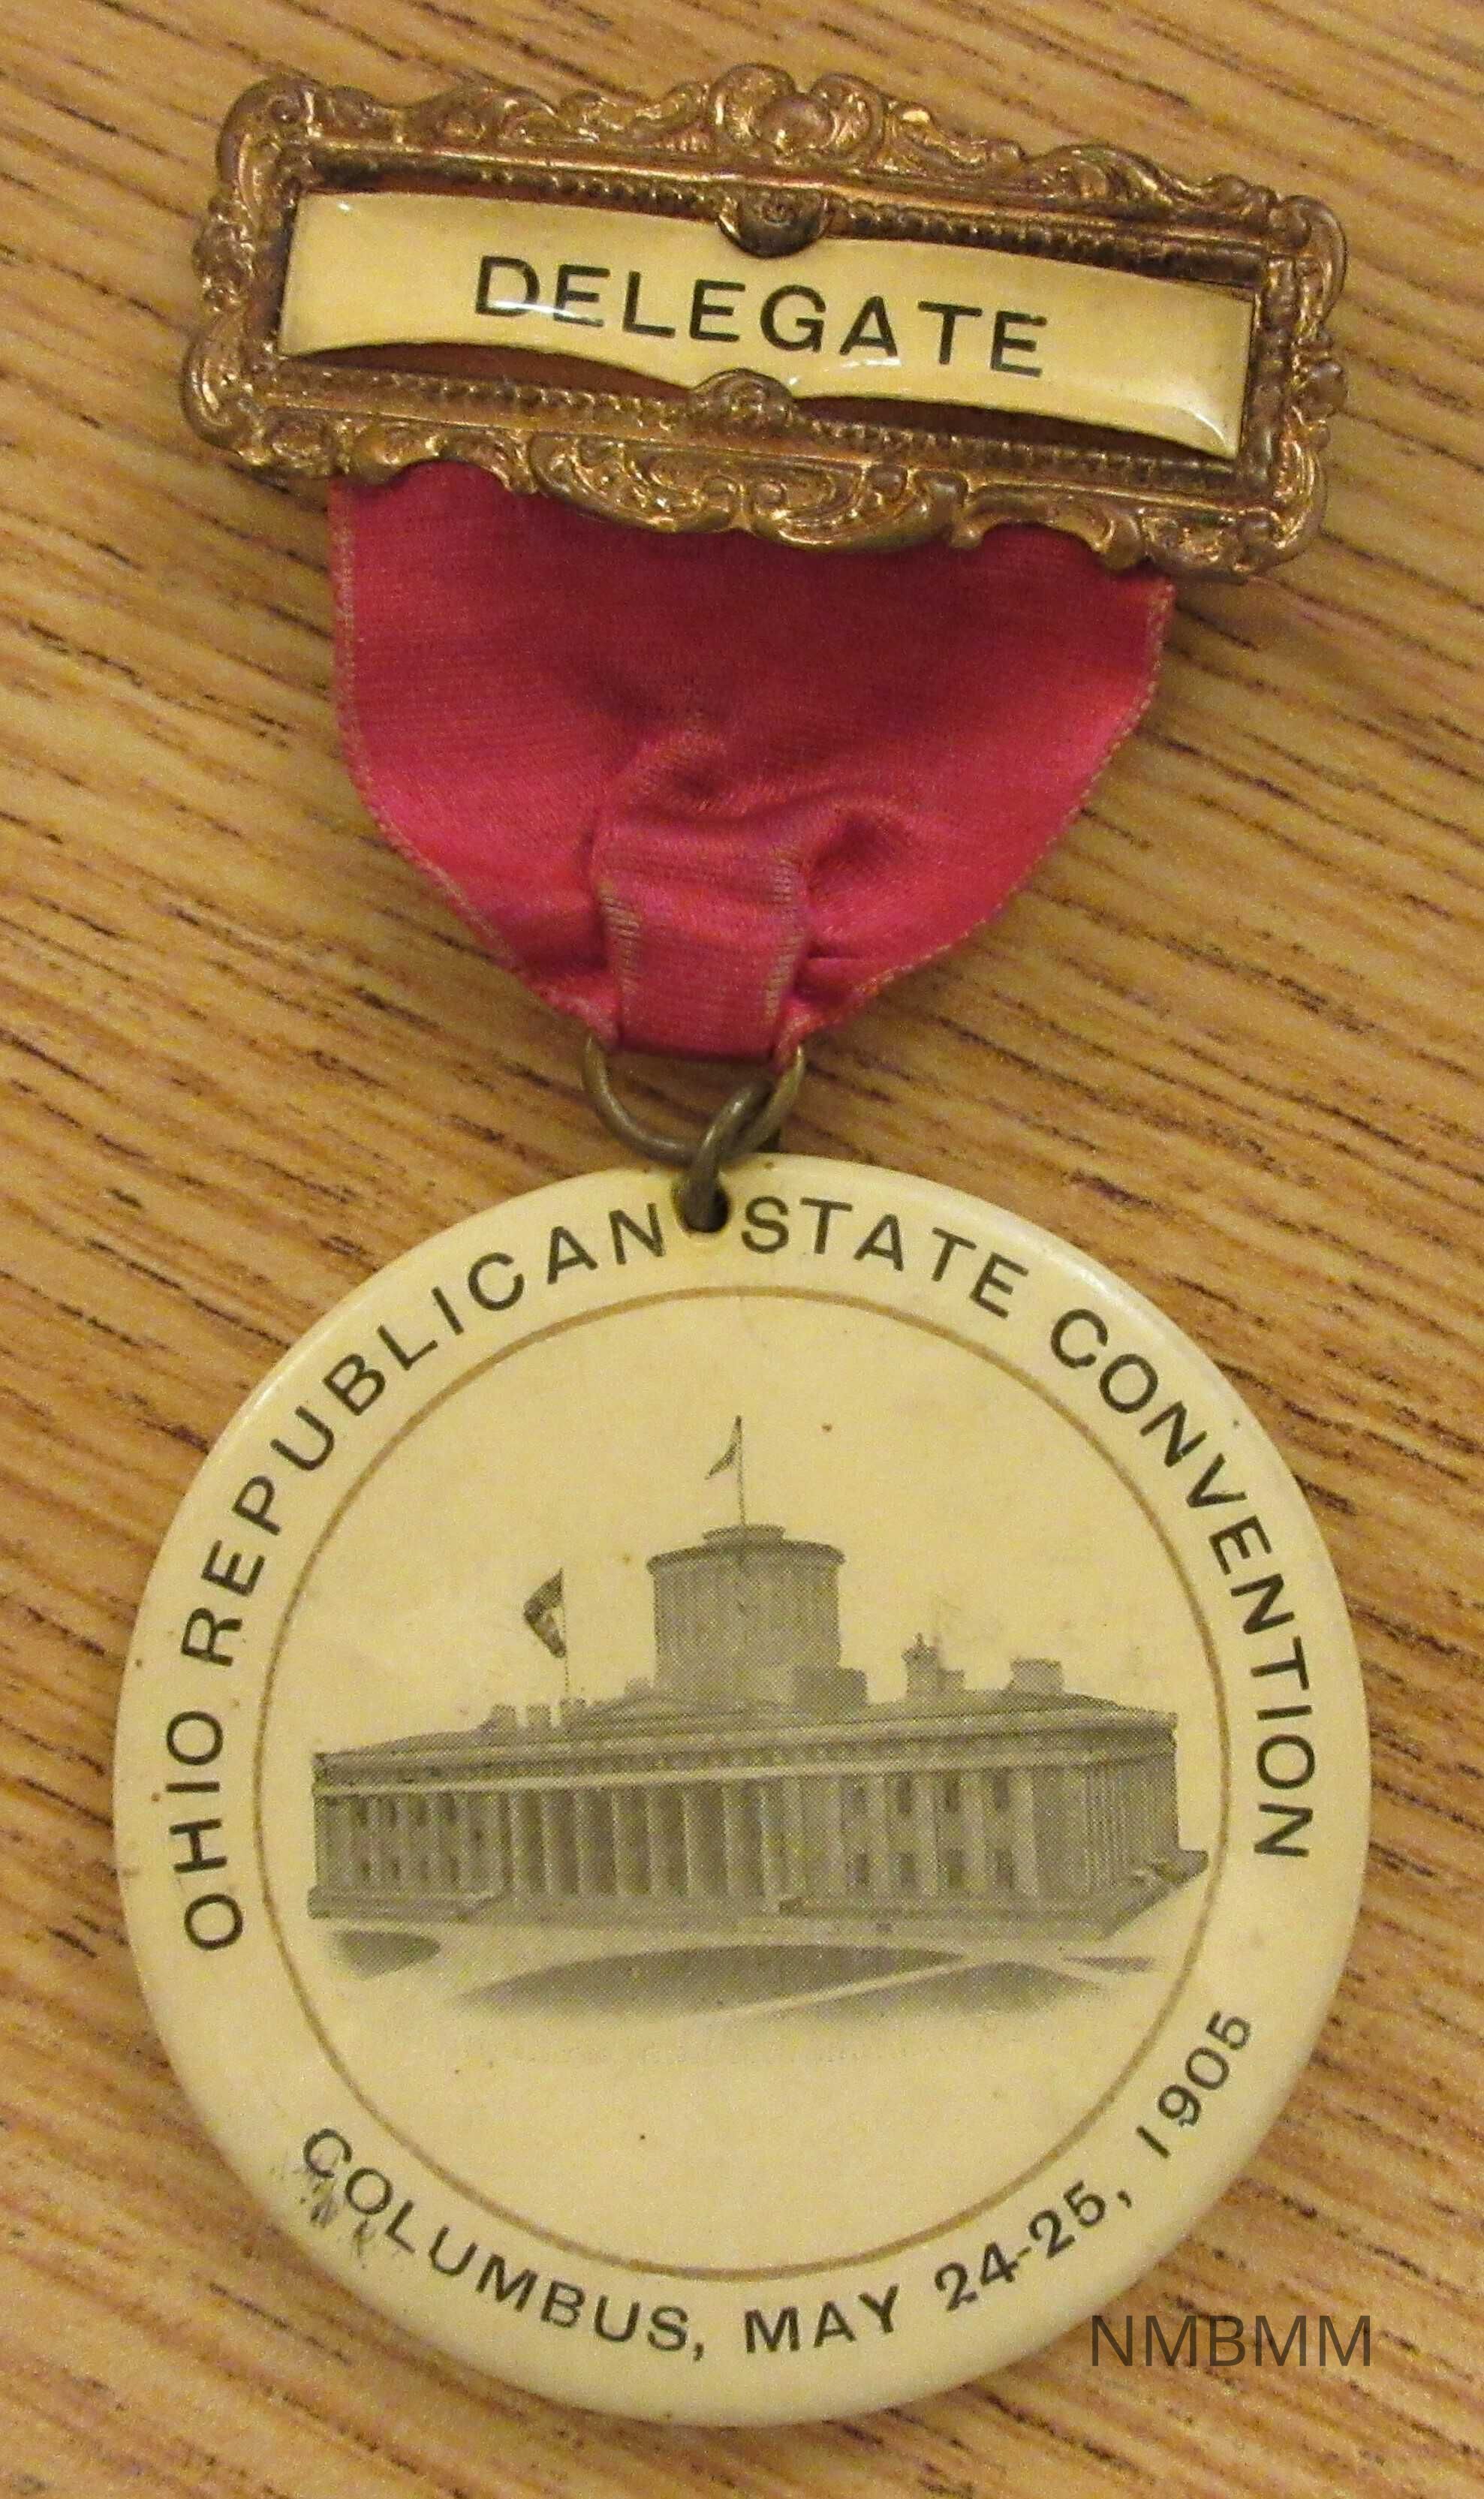 DELEGATE
OHIO REPUBLICAN STATE CONVENTION
COLUMBUS, MAY 24-25, 1905
NMBMM